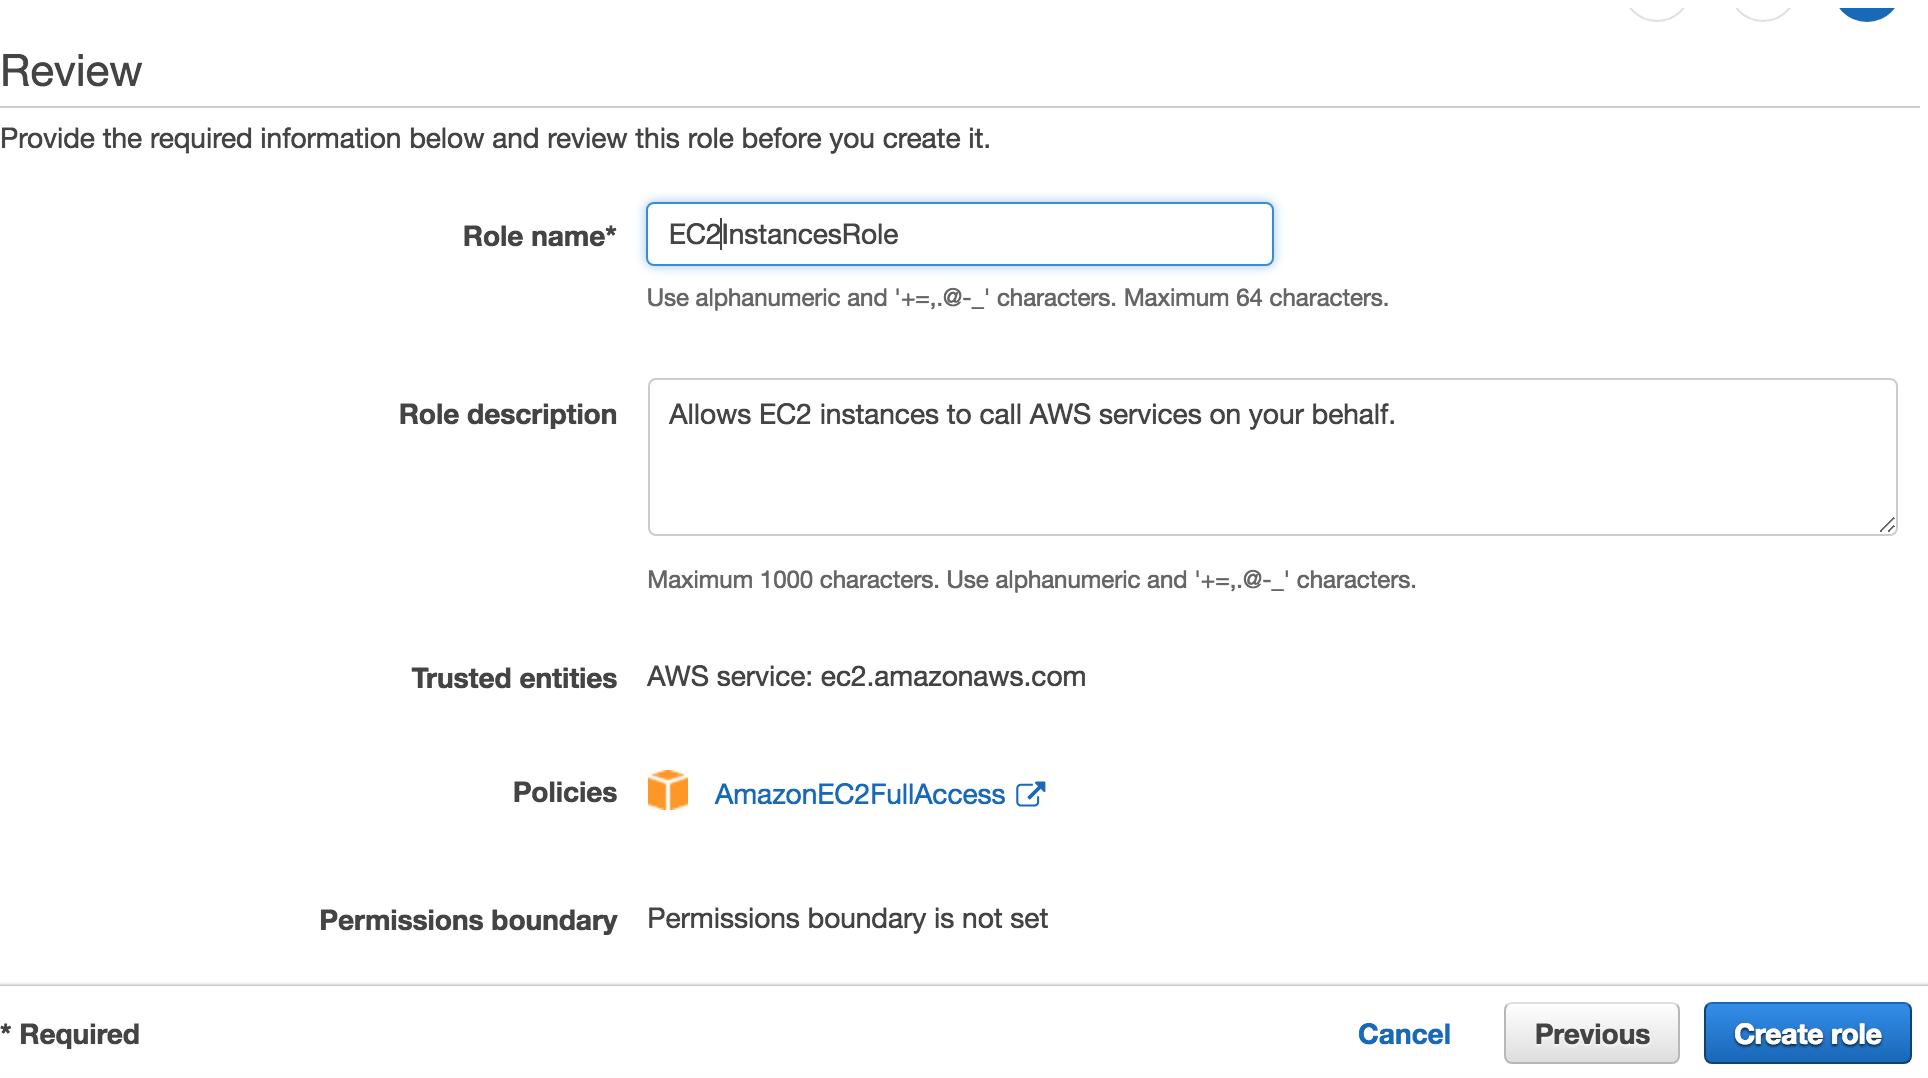 Review
Provide the required information below and review this role before you create it.
Role name* EC2InstancesRole
Use alphanumeric and '+=,.@-_' characters. Maximum 64 characters.
Role description Allows EC2 instances to call AWS services on your behalf.
Maximum 1000 characters. Use alphanumeric and '+=,.@-_' characters.
Trusted entities AWS service: ec2.amazonaws.com
Policies AmazonEC2FullAccess
Permissions boundary Permissions boundary is not set
* Required Cancel Previous Create role